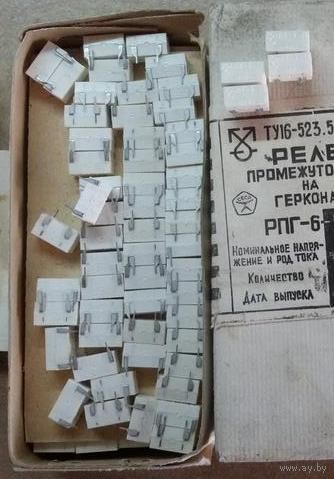 ТУ16-523.5
РЕЛЕ
ПРОМЕЖУТО
НА
ГЕРКОНА
РПГ-6-
Номинальное напря-
жение и род тока
Количество
Дата выпуска
www.ay.by